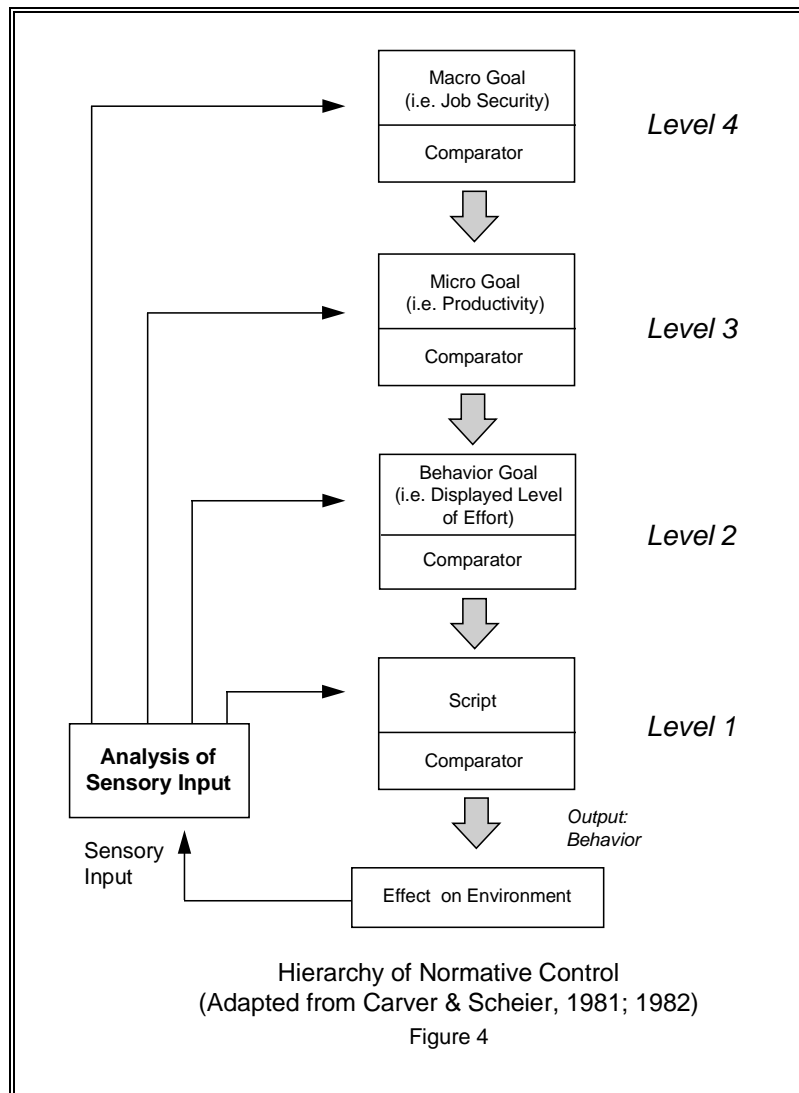 Macro Goal
(i.e. Job Security)
Comparator
Level 4
Micro Goal
(i.e. Productivity)
Comparator
Level 3
Behavior Goal
(i.e. Displayed Level
of Effort)
Comparator
Level 2
Script
Comparator
Level 1
Analysis of
Sensory Input
Output:
Behavior
Sensory
Input
Effect on Environment
Hierarchy of Normative Control
(Adapted from Carver & Scheier, 1981; 1982)
Figure 4